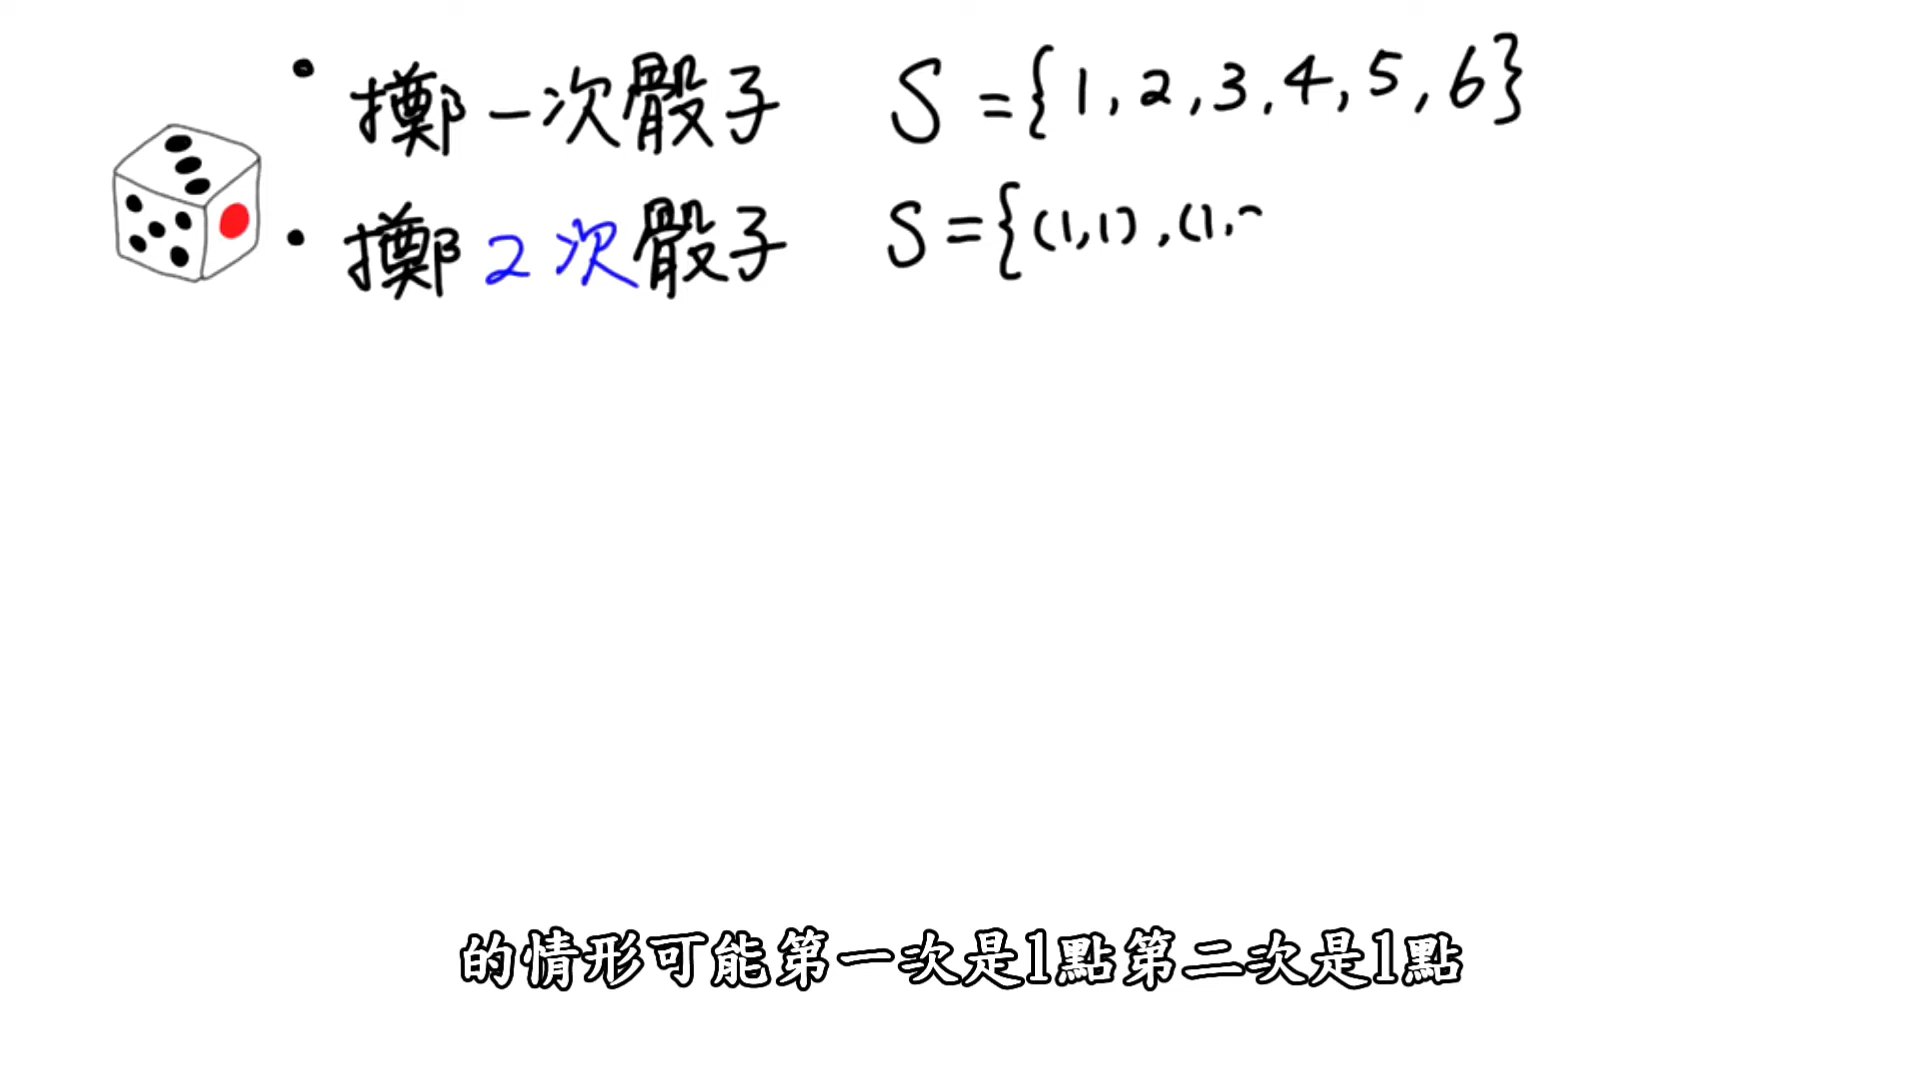 • 擲一次骰子 S = {1, 2, 3, 4, 5, 6}
• 擲2次骰子 S = {(1,1), (1,
的情形可能第一次是1點第二次是1點